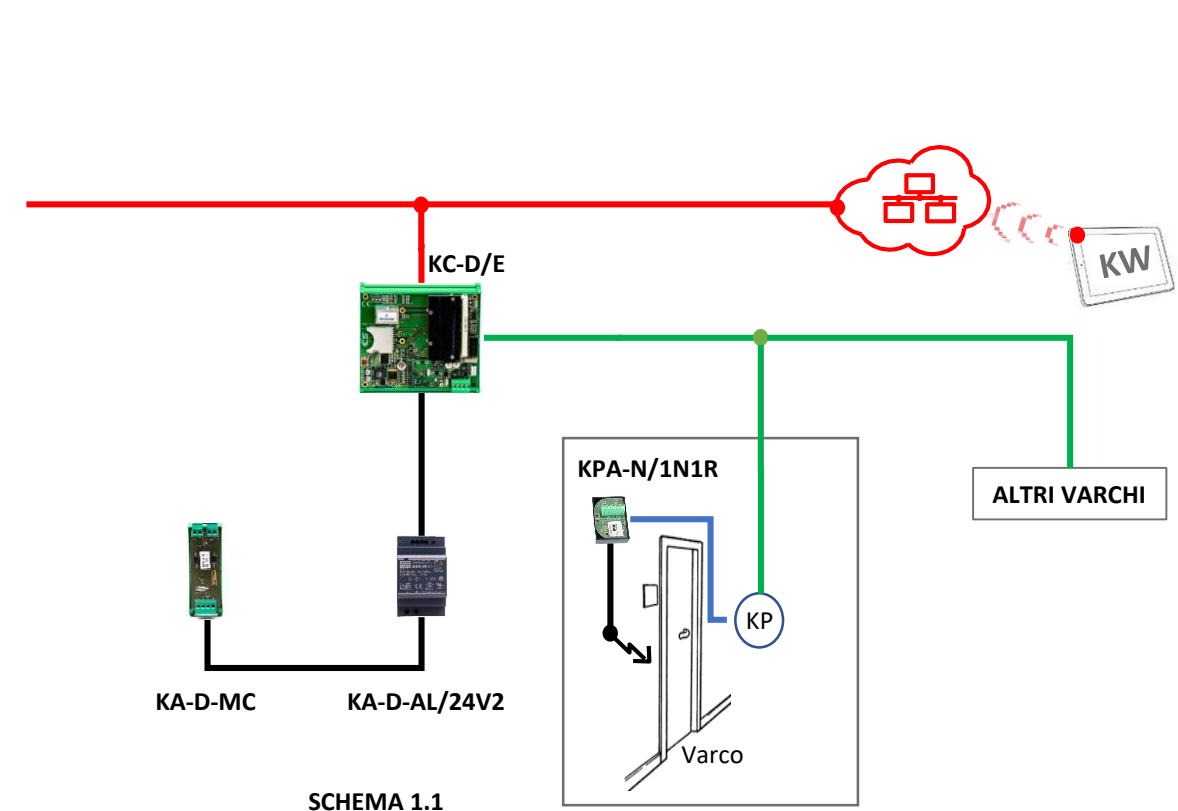 KC-D/E
KW
KPA-N/1N1R
ALTRI VARCHI
KP
KA-D-MC
KA-D-AL/24V2
Varco
SCHEMA 1.1